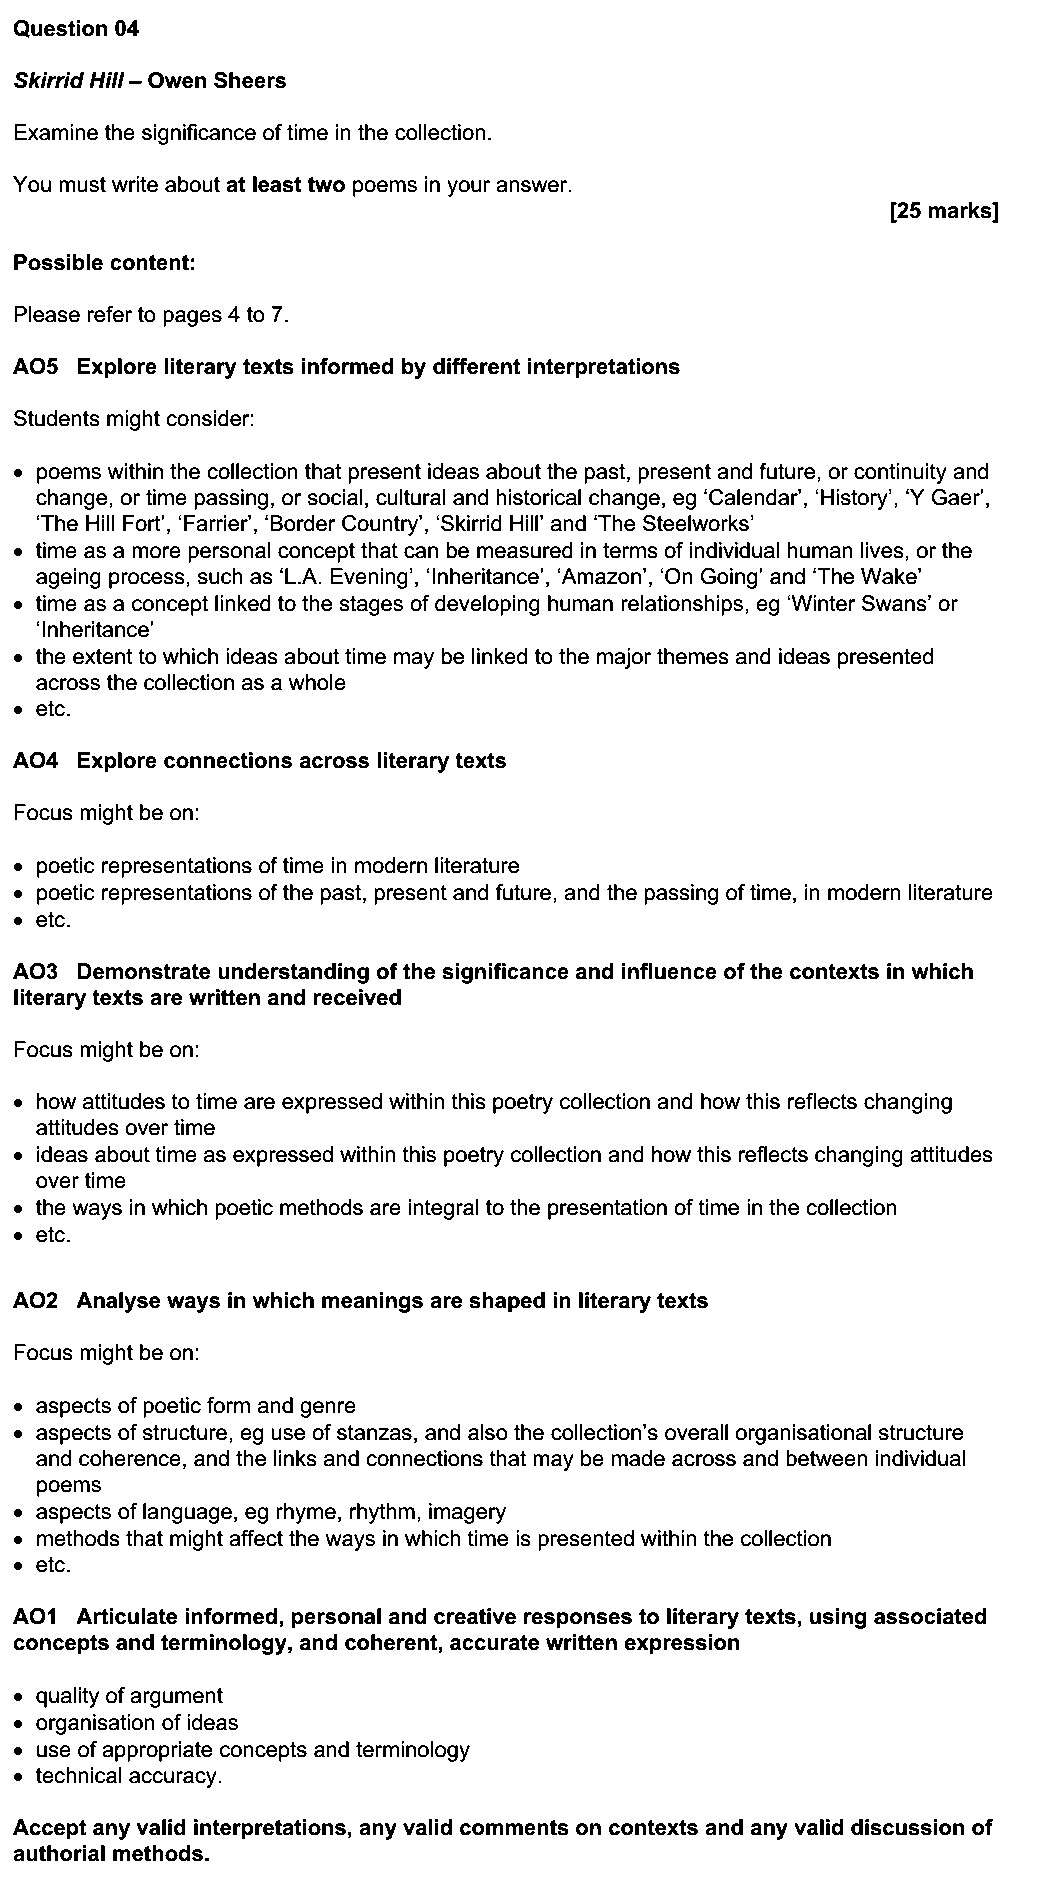 Question 04
Skirrid Hill – Owen Sheers
Examine the significance of time in the collection.
You must write about at least two poems in your answer.
[25 marks]
Possible content:
Please refer to pages 4 to 7.
AO5 Explore literary texts informed by different interpretations
Students might consider:
• poems within the collection that present ideas about the past, present and future, or continuity and
change, or time passing, or social, cultural and historical change, eg ‘Calendar’, ‘History’, ‘Y Gaer’,
‘The Hill Fort’, ‘Farrier’, ‘Border Country’, ‘Skirrid Hill’ and ‘The Steelworks’
• time as a more personal concept that can be measured in terms of individual human lives, or the
ageing process, such as ‘L.A. Evening’, ‘Inheritance’, ‘Amazon’, ‘On Going’ and ‘The Wake’
• time as a concept linked to the stages of developing human relationships, eg ‘Winter Swans’ or
‘Inheritance’
• the extent to which ideas about time may be linked to the major themes and ideas presented
across the collection as a whole
• etc.
AO4 Explore connections across literary texts
Focus might be on:
• poetic representations of time in modern literature
• poetic representations of the past, present and future, and the passing of time, in modern literature
• etc.
AO3 Demonstrate understanding of the significance and influence of the contexts in which
literary texts are written and received
Focus might be on:
• how attitudes to time are expressed within this poetry collection and how this reflects changing
attitudes over time
• ideas about time as expressed within this poetry collection and how this reflects changing attitudes
over time
• the ways in which poetic methods are integral to the presentation of time in the collection
• etc.
AO2 Analyse ways in which meanings are shaped in literary texts
Focus might be on:
• aspects of poetic form and genre
• aspects of structure, eg use of stanzas, and also the collection’s overall organisational structure
and coherence, and the links and connections that may be made across and between individual
poems
• aspects of language, eg rhyme, rhythm, imagery
• methods that might affect the ways in which time is presented within the collection
• etc.
AO1 Articulate informed, personal and creative responses to literary texts, using associated
concepts and terminology, and coherent, accurate written expression
• quality of argument
• organisation of ideas
• use of appropriate concepts and terminology
• technical accuracy.
Accept any valid interpretations, any valid comments on contexts and any valid discussion of
authorial methods.